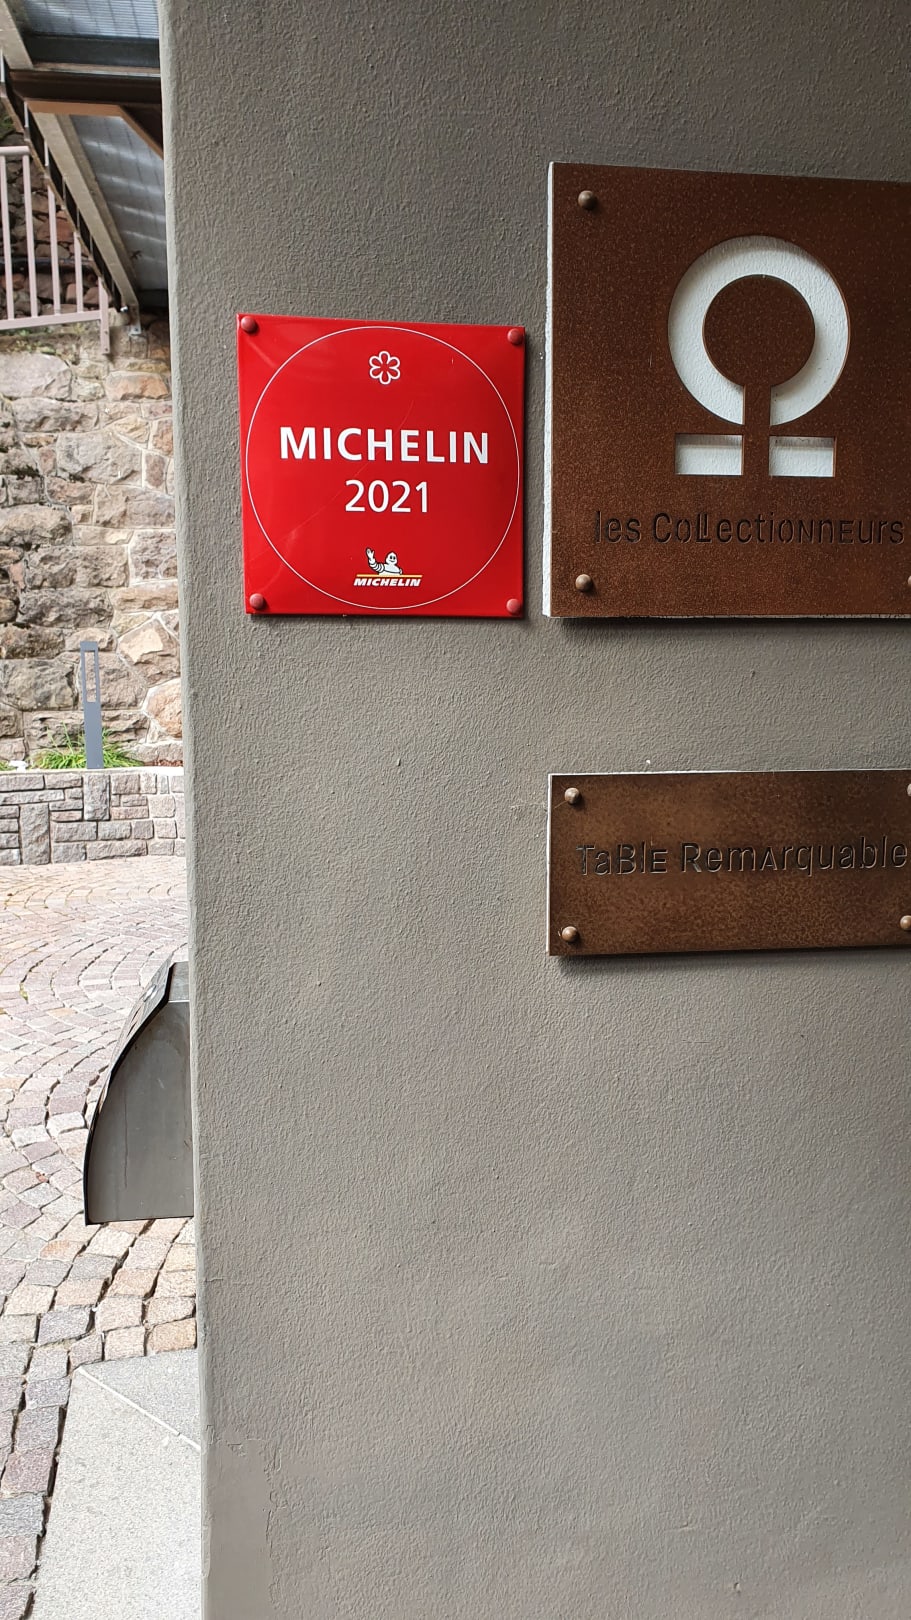 MICHELIN
2021
MICHELIN
les CollectioNNEurs
TaBlE RemArquable